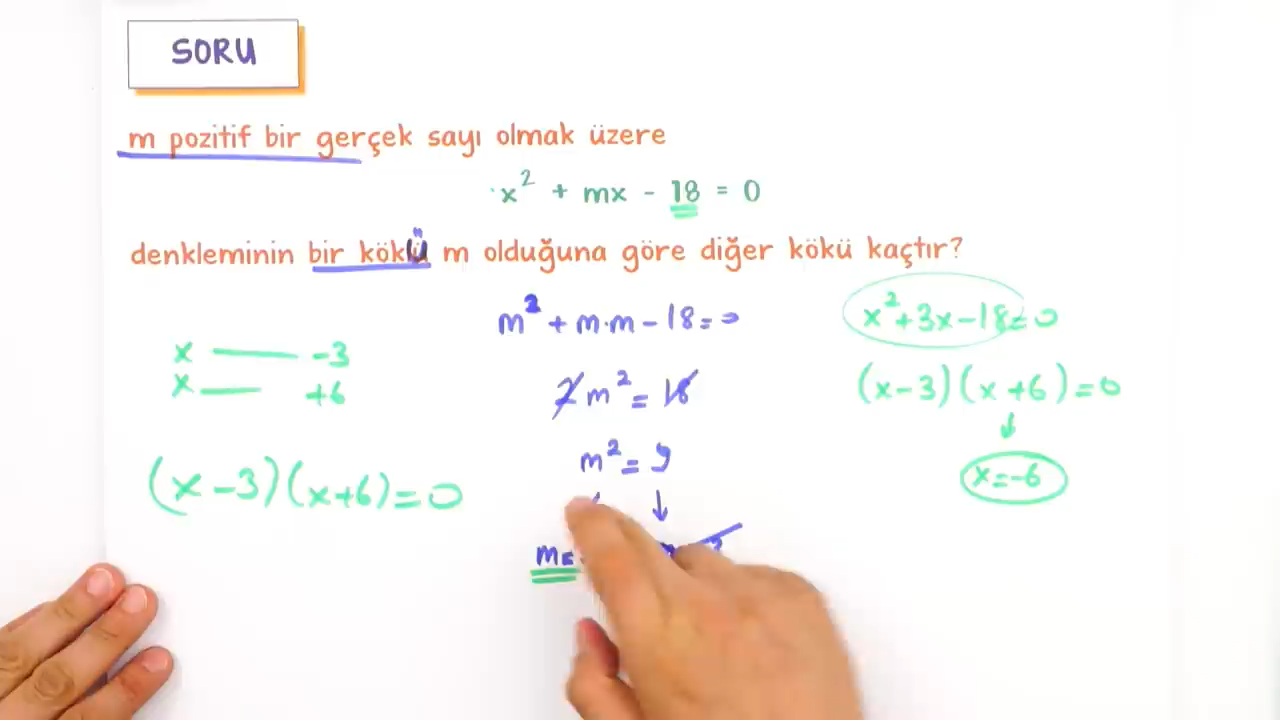 SORU
m pozitif bir gerçek sayı olmak üzere
x² + mx - 18 = 0
denkleminin bir kökü m olduğuna göre diğer kökü kaçtır?
m² + m·m - 18 = 0
2m² = 18
m² = 9
m =
x -3
x +6
(x-3)(x+6)=0
x²+3x-18=0
(x-3)(x+6)=0
x=-6